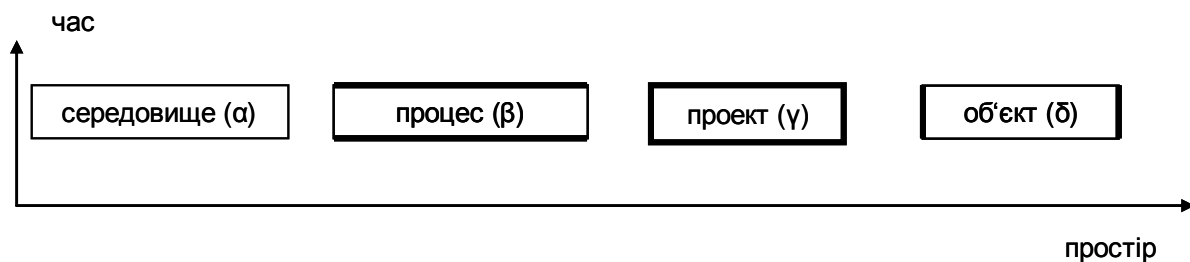 час
середовище (α)
процес (β)
проект (γ)
об‘єкт (δ)
простір